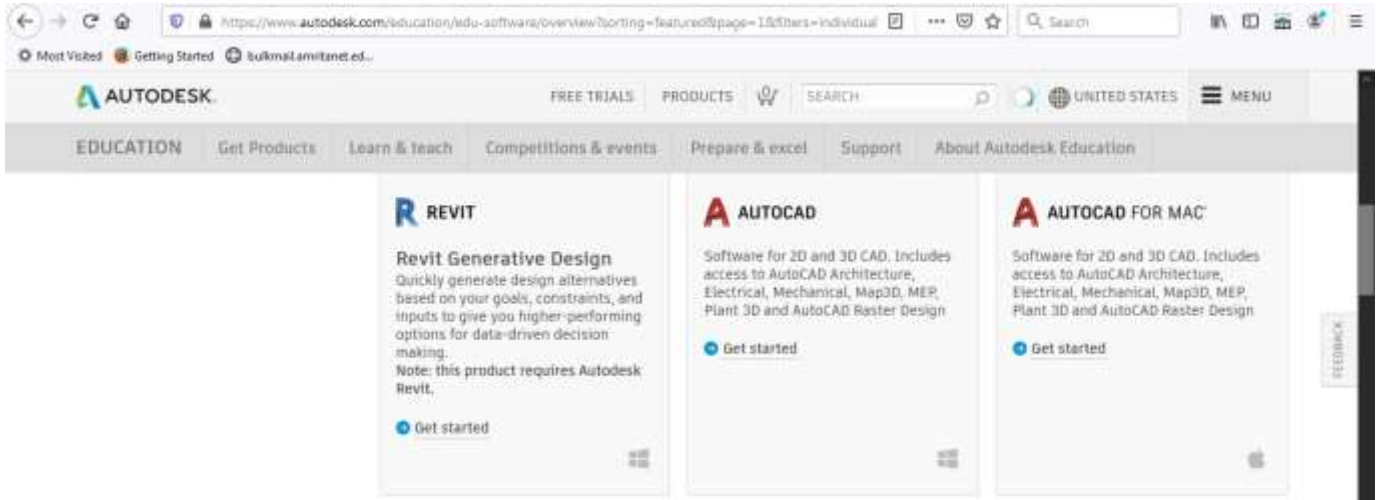 https://www.autodesk.com/education/edu-software/overview?sorting=featured&page=1&filters=individual
Search
Most Visited Getting Started bulkmail.amritanet.ed...
AUTODESK. FREE TRIALS PRODUCTS SEARCH UNITED STATES MENU
EDUCATION Get Products Learn & teach Competitions & events Prepare & excel Support About Autodesk Education
REVIT
Revit Generative Design
Quickly generate design alternatives
based on your goals, constraints, and
inputs to give you higher-performing
options for data-driven decision
making.
Note: this product requires Autodesk
Revit.
Get started
AUTOCAD
Software for 2D and 3D CAD. Includes
access to AutoCAD Architecture,
Electrical, Mechanical, Map3D, MEP,
Plant 3D and AutoCAD Raster Design
Get started
AUTOCAD FOR MAC
Software for 2D and 3D CAD. Includes
access to AutoCAD Architecture,
Electrical, Mechanical, Map3D, MEP,
Plant 3D and AutoCAD Raster Design
Get started
FEEDBACK